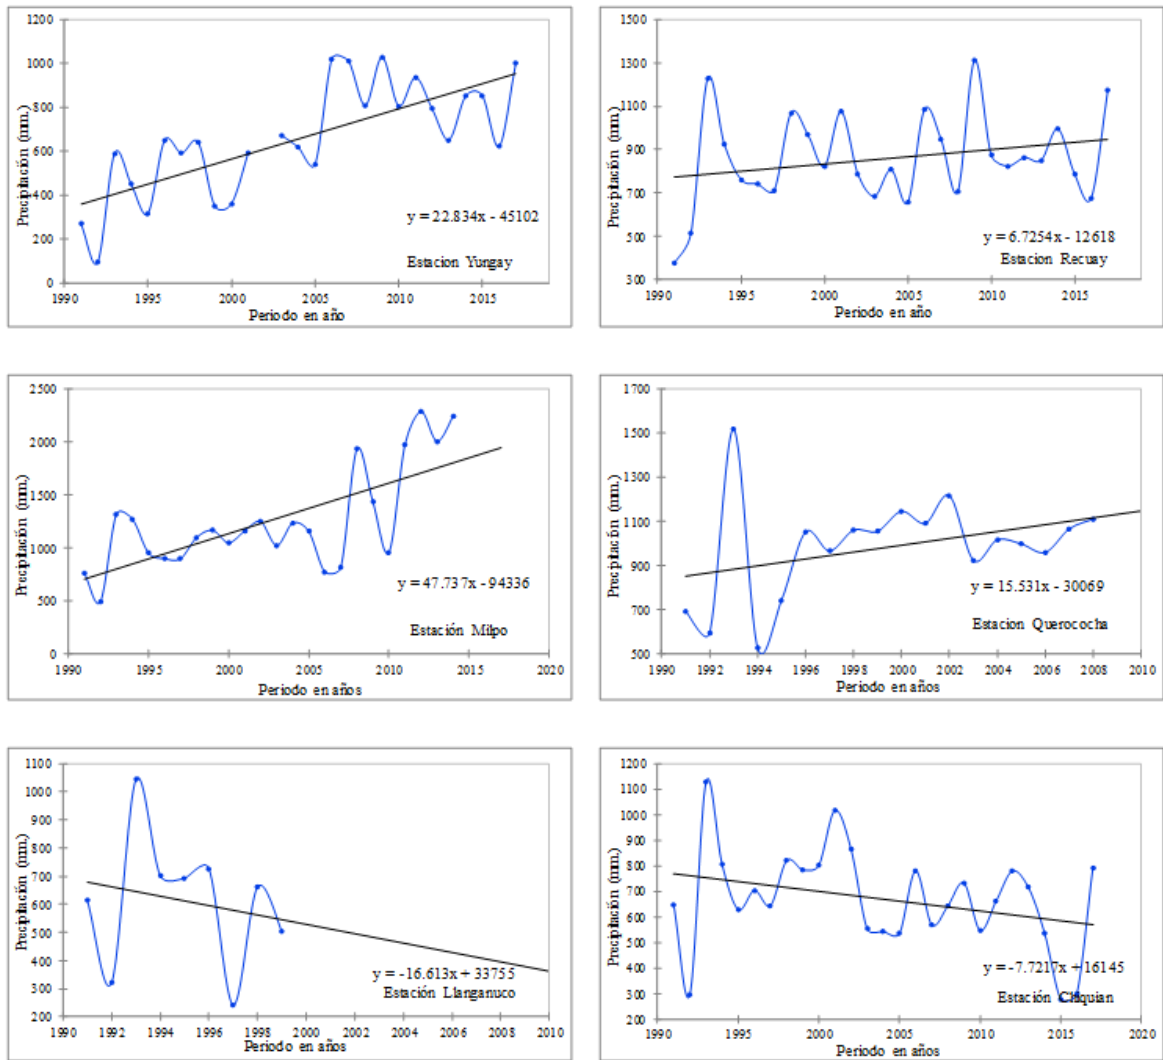 1200
1000
800
600
400
200
0
Precipitación (mm.)
y = 22.834x - 45102
Estacion Yungay
1990 1995 2000 2005 2010 2015
Periodo en año
1500
1300
1100
900
700
500
300
Precipitación (mm.)
y = 6.7254x - 12618
Estacion Recuay
1990 1995 2000 2005 2010 2015
Periodo en año
2500
2000
1500
1000
500
0
Precipitación (mm.)
y = 47.737x - 94336
Estación Milpo
1990 1995 2000 2005 2010 2015 2020
Periodo en años
1700
1500
1300
1100
900
700
500
Precipitación (mm.)
y = 15.531x - 30069
Estacion Querococha
1990 1992 1994 1996 1998 2000 2002 2004 2006 2008 2010
Periodo en años
1100
1000
900
800
700
600
500
400
300
200
Precipitación (mm.)
y = -16.613x + 33755
Estación Llanganuco
1990 1992 1994 1996 1998 2000 2002 2004 2006 2008 2010
Periodo en años
1200
1100
1000
900
800
700
600
500
400
300
200
Precipitación (mm.)
y = -7.7217x + 16145
Estación Chiquian
1990 1995 2000 2005 2010 2015 2020
Periodo en años